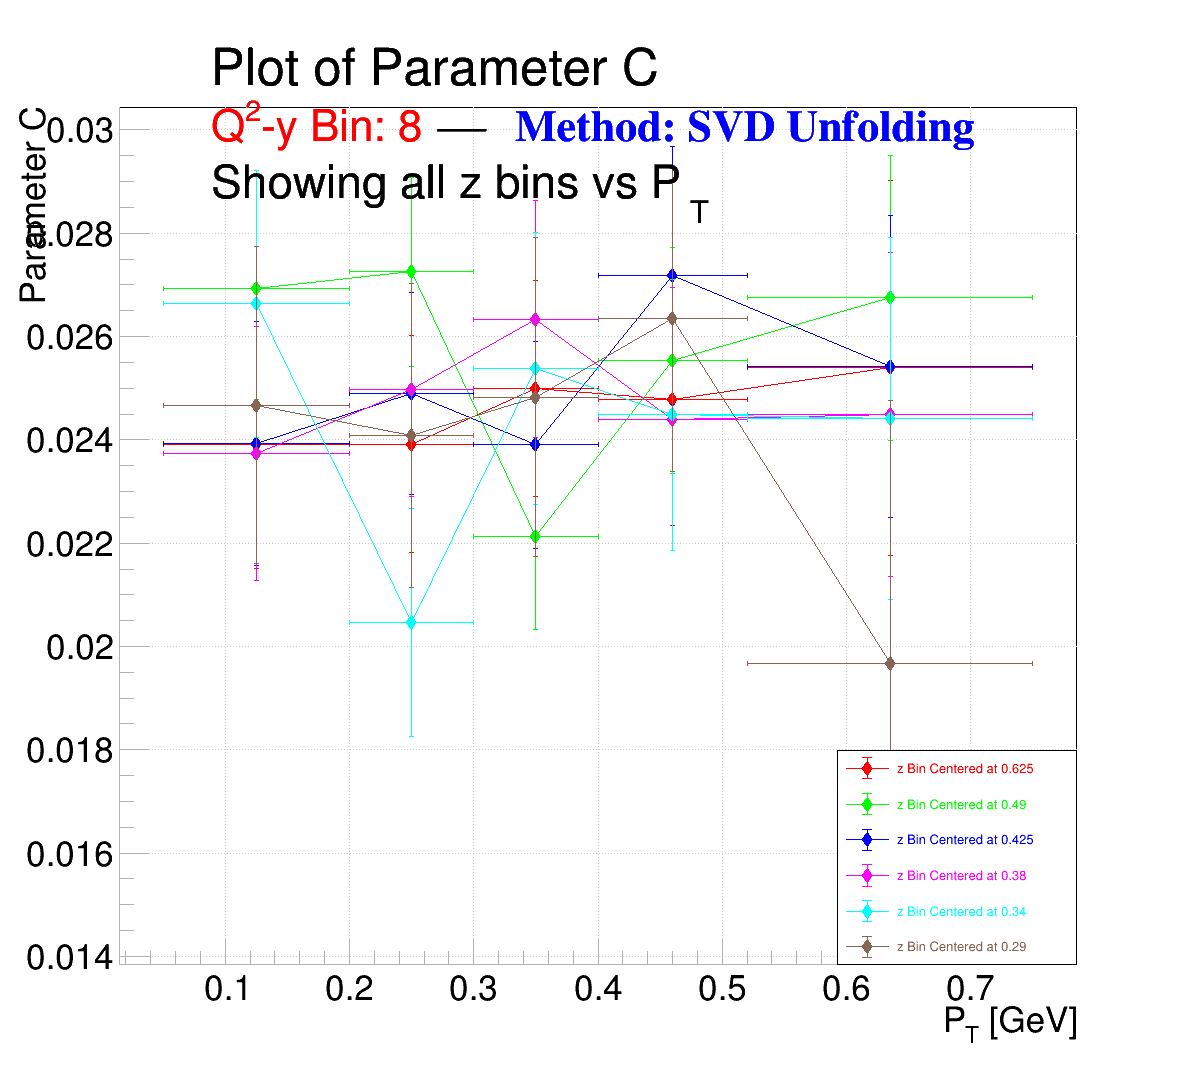 Plot of Parameter C
Q²-y Bin: 8 — Method: SVD Unfolding
Showing all z bins vs P_T
Parameter C
0.03
0.028
0.026
0.024
0.022
0.02
0.018
0.016
0.014
z Bin Centered at 0.625
z Bin Centered at 0.49
z Bin Centered at 0.425
z Bin Centered at 0.38
z Bin Centered at 0.34
z Bin Centered at 0.29
0.1 0.2 0.3 0.4 0.5 0.6 0.7
P_T [GeV]